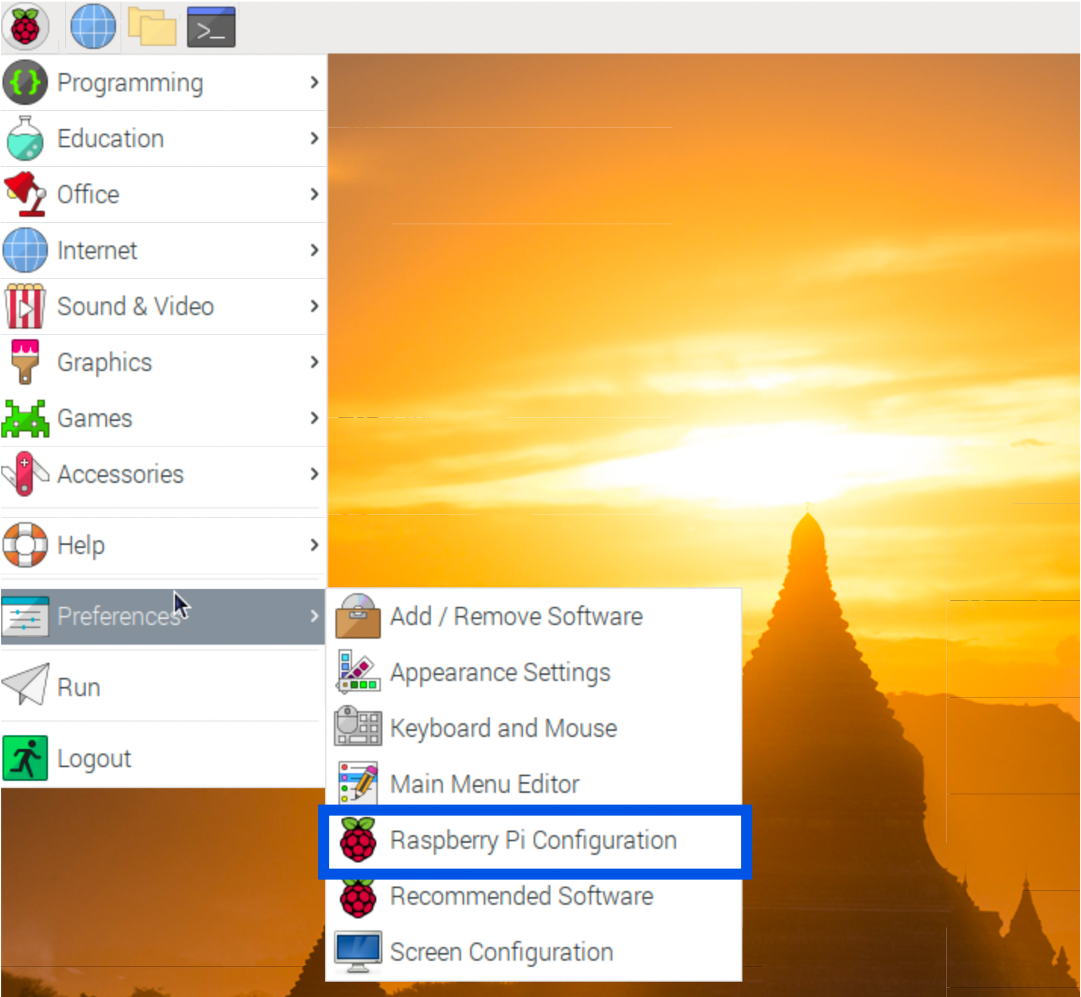 >_
Programming
Education
Office
Internet
Sound & Video
Graphics
Games
Accessories
Help
Preferences
Run
Logout
Add / Remove Software
Appearance Settings
Keyboard and Mouse
Main Menu Editor
Raspberry Pi Configuration
Recommended Software
Screen Configuration